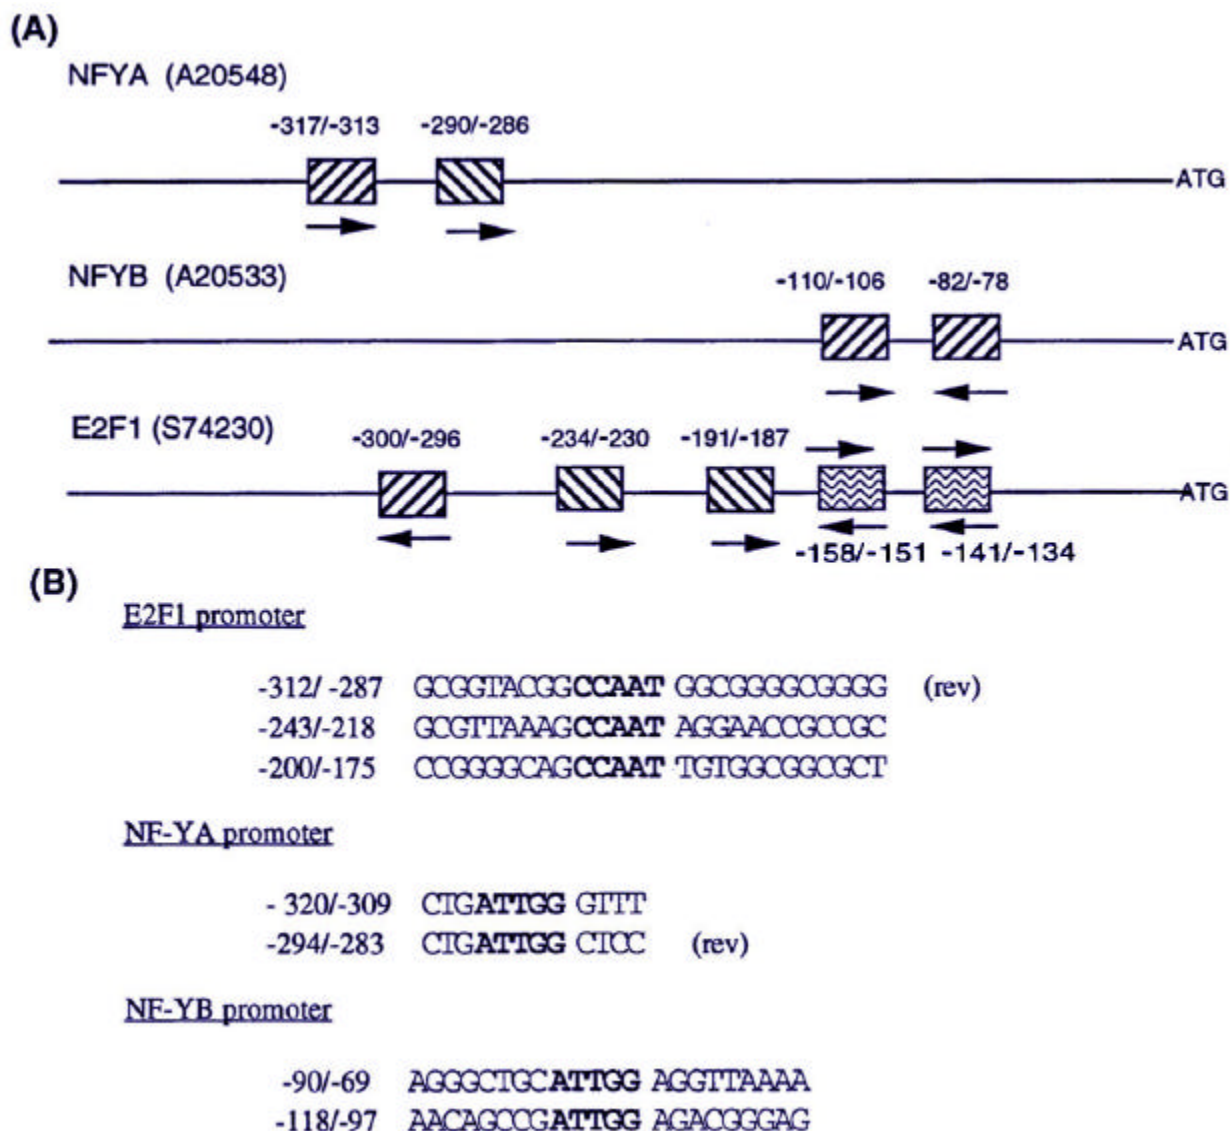 (A)
NFYA (A20548)
-317/-313 -290/-286
ATG
NFYB (A20533)
-110/-106 -82/-78
ATG
E2F1 (S74230)
-300/-296 -234/-230 -191/-187
ATG
-158/-151 -141/-134
(B)
E2F1 promoter
-312/ -287 GCGGTACGGCCAAT GGCGGGGCGGGG (rev)
-243/-218 GCGTTAAAGCCAAT AGGAACCGCCGC
-200/-175 CCGGGGCAGCCAAT TGTGGCGGCGCT
NF-YA promoter
- 320/-309 CTGATTGG GTTT
-294/-283 CTGATTGG CTCC (rev)
NF-YB promoter
-90/-69 AGGGCTGCATTGG AGGTTAAAA
-118/-97 AACAGCCGATTGG AGACGGGAG